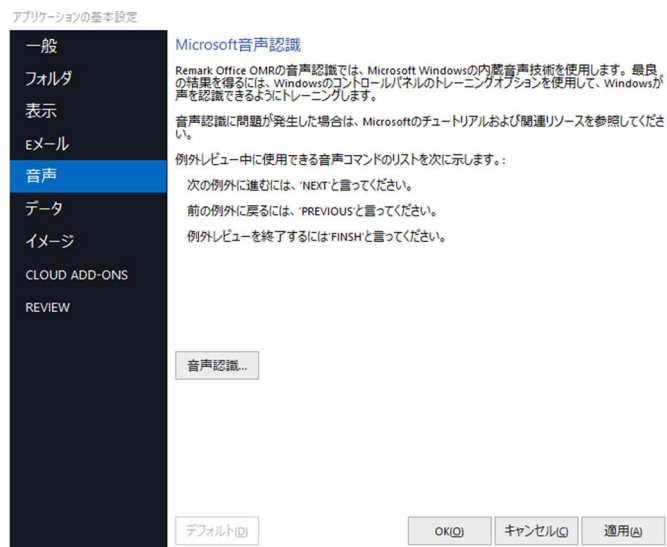 アプリケーションの基本設定
一般
フォルダ
表示
Eメール
音声
データ
イメージ
CLOUD ADD-ONS
REVIEW
Microsoft音声認識
Remark Office OMRの音声認識では、Microsoft Windowsの内蔵音声技術を使用します。最良
の結果を得るには、Windowsのコントロールパネルのトレーニングオプションを使用して、Windowsが
声を認識できるようにトレーニングします。
音声認識に問題が発生した場合は、Microsoftのチュートリアルおよび関連リソースを参照してくださ
い。
例外レビュー中に使用できる音声コマンドのリストを次に示します。:
次の例外に進むには、'NEXT'と言ってください。
前の例外に戻るには、'PREVIOUS'と言ってください。
例外レビューを終了するには'FINSH'と言ってください。
音声認識...
デフォルト(D)
OK(O)
キャンセル(C)
適用(A)